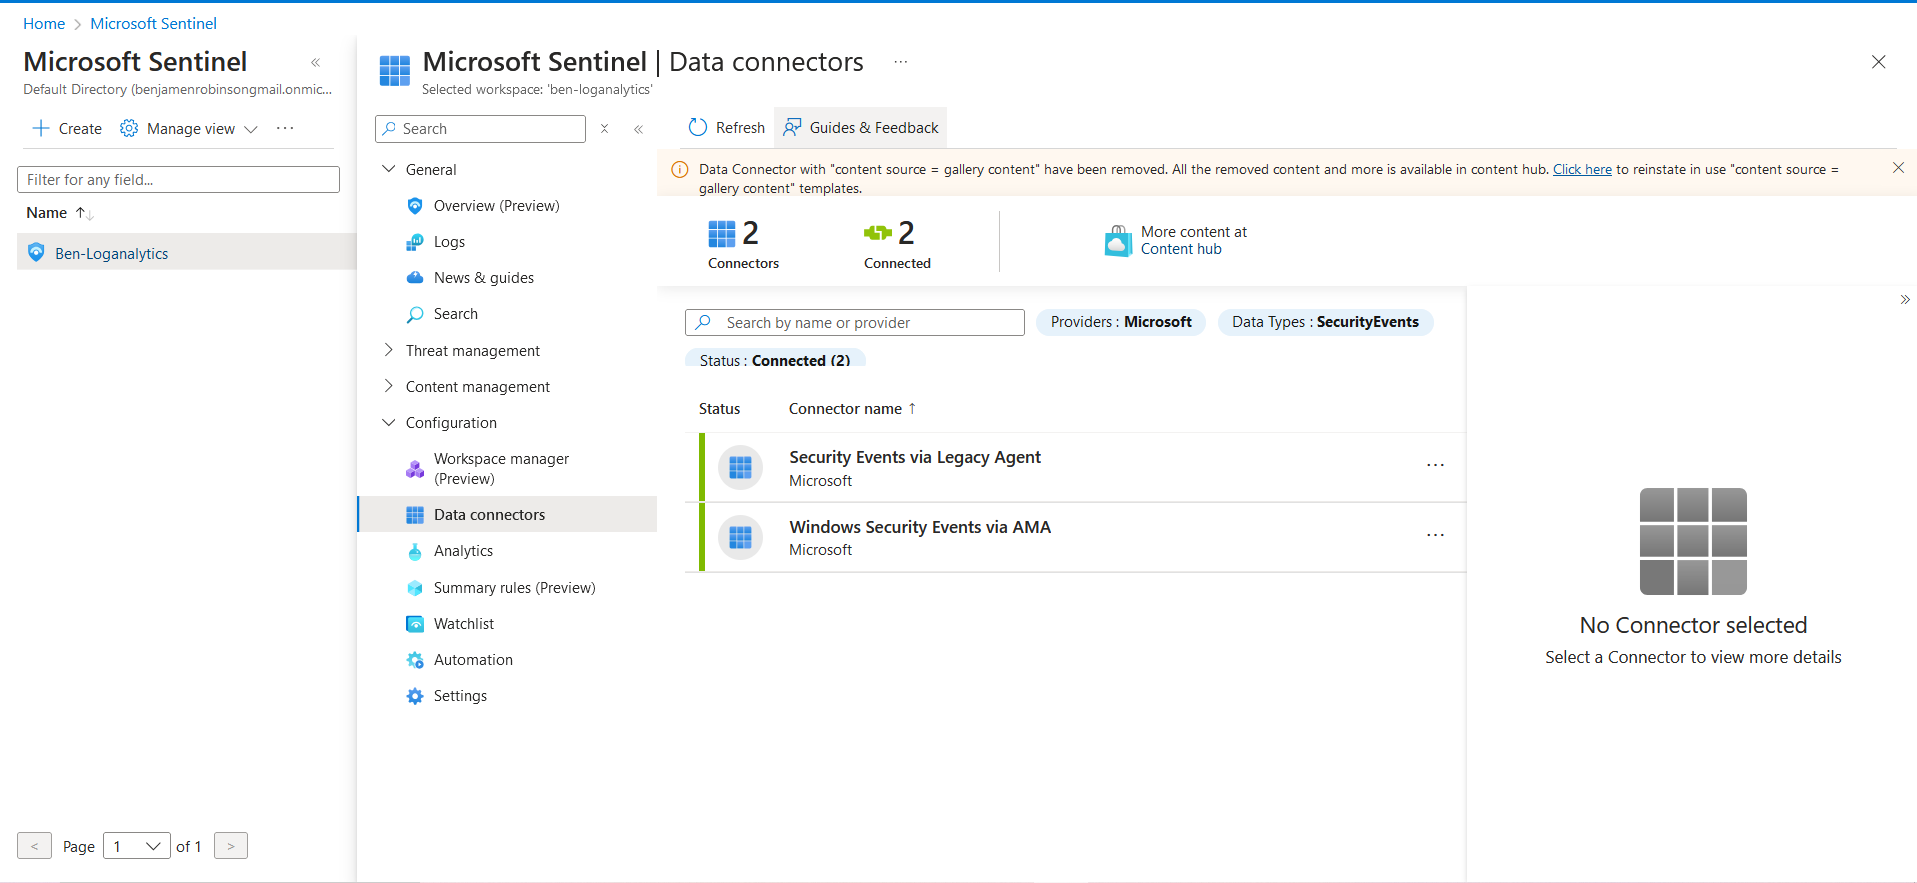 Home > Microsoft Sentinel
Microsoft Sentinel «
Default Directory (benjamenrobinsongmail.onmic...
+ Create Manage view ...
Filter for any field...
Name ↑↓
Ben-Loganalytics
< Page 1 of 1 >
Microsoft Sentinel | Data connectors ...
Selected workspace: 'ben-loganalytics'
Search
«
General
Overview (Preview)
Logs
News & guides
Search
Threat management
Content management
Configuration
Workspace manager
(Preview)
Data connectors
Analytics
Summary rules (Preview)
Watchlist
Automation
Settings
Refresh Guides & Feedback
Data Connector with "content source = gallery content" have been removed. All the removed content and more is available in content hub. Click here to reinstate in use "content source =
gallery content" templates.
2 2
Connectors Connected
More content at
Content hub
Search by name or provider Providers : Microsoft Data Types : SecurityEvents
Status : Connected (2)
Status Connector name ↑
Security Events via Legacy Agent
Microsoft
...
Windows Security Events via AMA
Microsoft
...
»
No Connector selected
Select a Connector to view more details